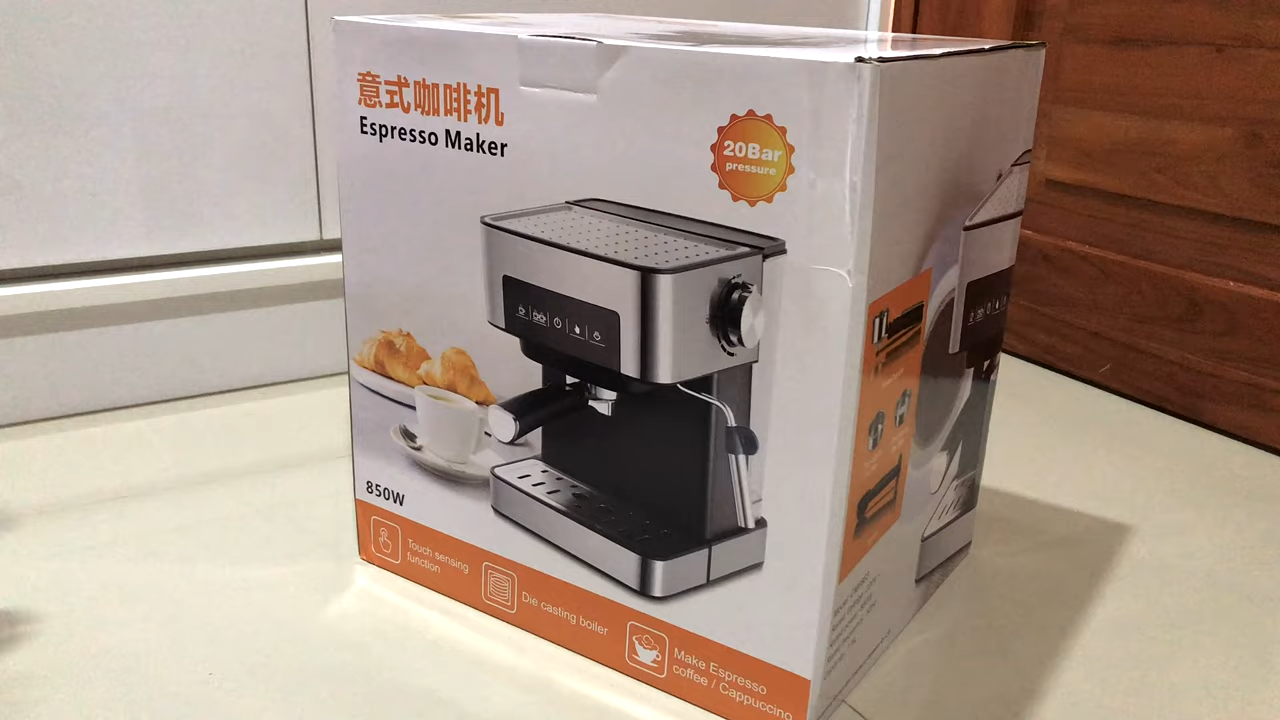 意式咖啡机
Espresso Maker
20Bar
pressure
850W
Touch sensing
function
Die casting boiler
Make Espresso
coffee / Cappuccino